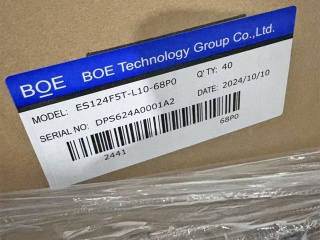 BOE BOE Technology Group Co.,Ltd.
MODEL: ES124F5T-L10-68P0 Q'TY: 40
SERIAL NO: DPS624A0001A2 DATE: 2024/10/10
2441 68P0